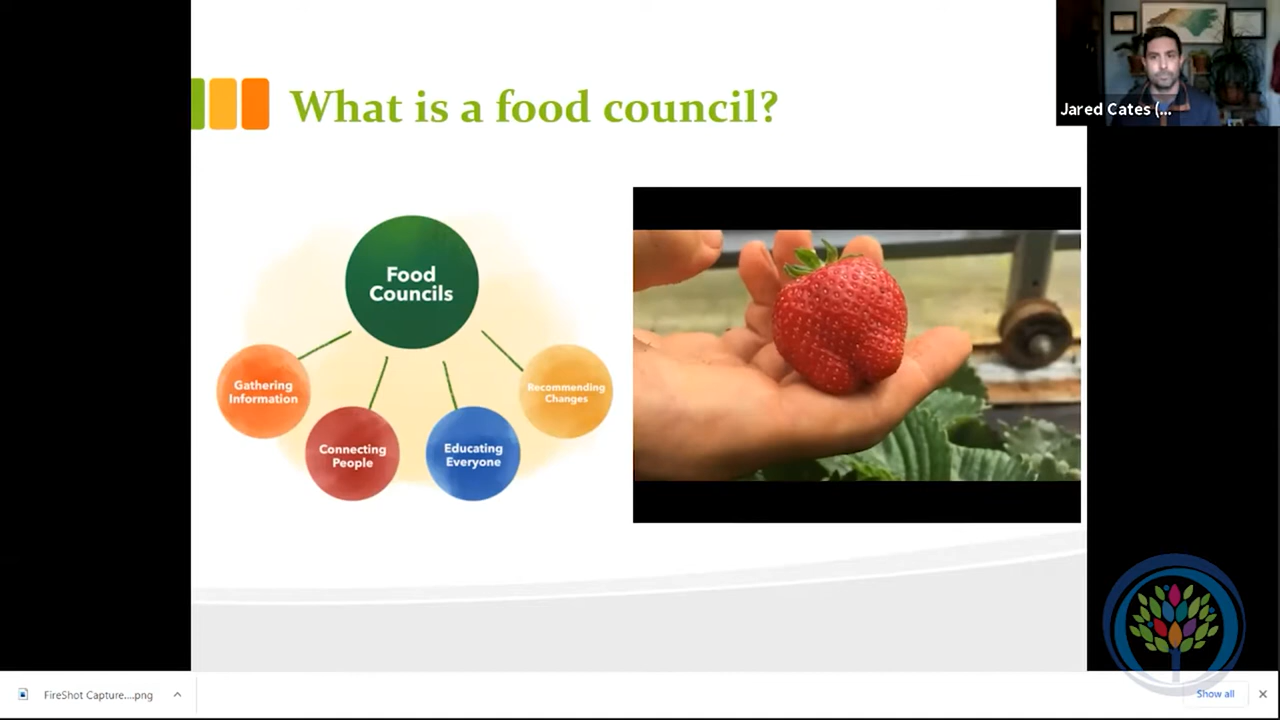 What is a food council?
Jared Cates (...
Food
Councils
Gathering
Information
Recommending
Changes
Connecting
People
Educating
Everyone
FireShot Capture....png
Show all